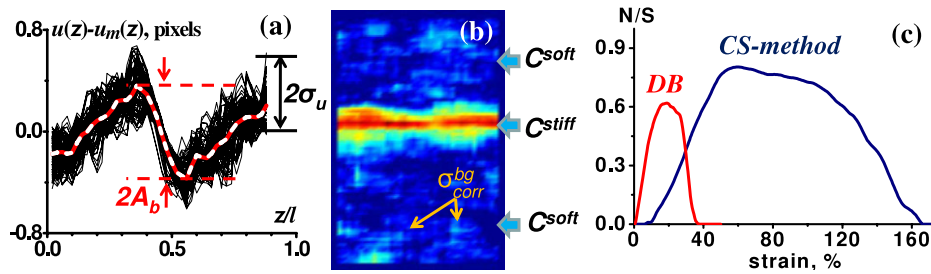 (a)
u(z)-u_m(z), pixels
0.8
0.0
-0.8
2σ_u
2A_b
z/l
0.0
0.5
1.0
(b)
C^soft
C^stiff
σ^bg_corr
C^soft
N/S
(c)
CS-method
DB
0.9
0.6
0.3
0.0
0
40
80
120
160
strain, %